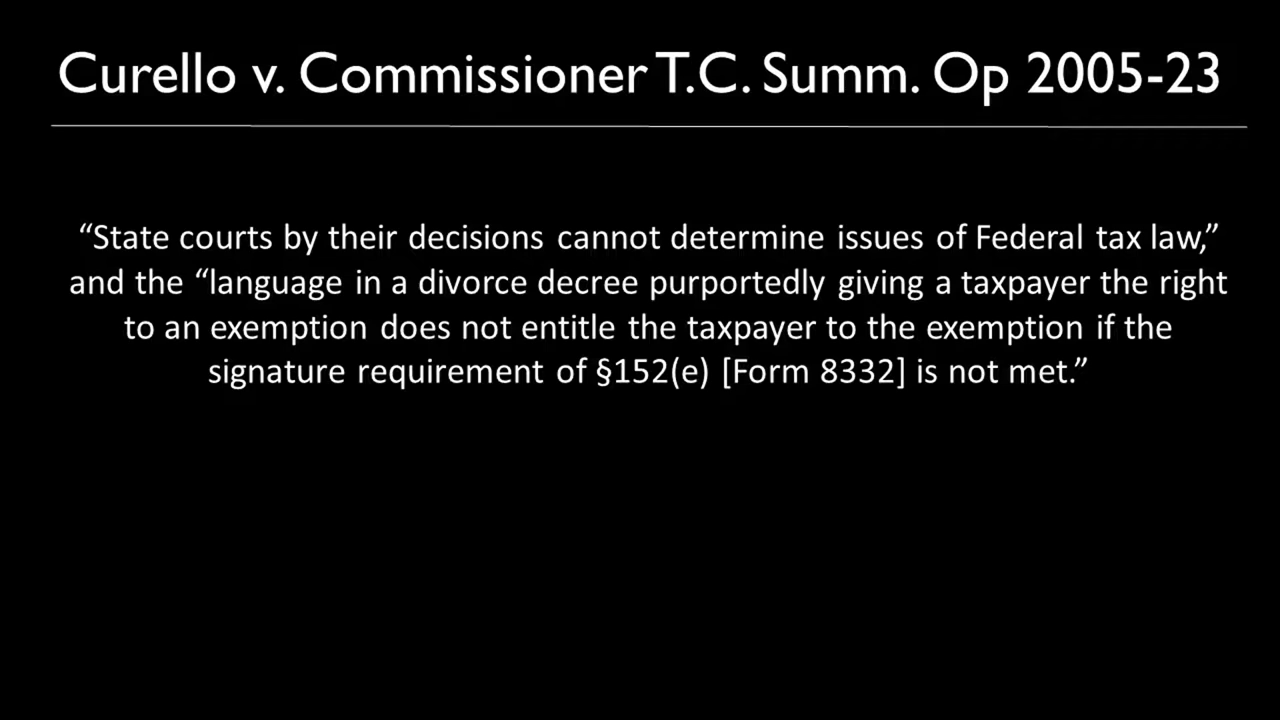 Curello v. Commissioner T.C. Summ. Op 2005-23
“State courts by their decisions cannot determine issues of Federal tax law,”
and the “language in a divorce decree purportedly giving a taxpayer the right
to an exemption does not entitle the taxpayer to the exemption if the
signature requirement of §152(e) [Form 8332] is not met.”